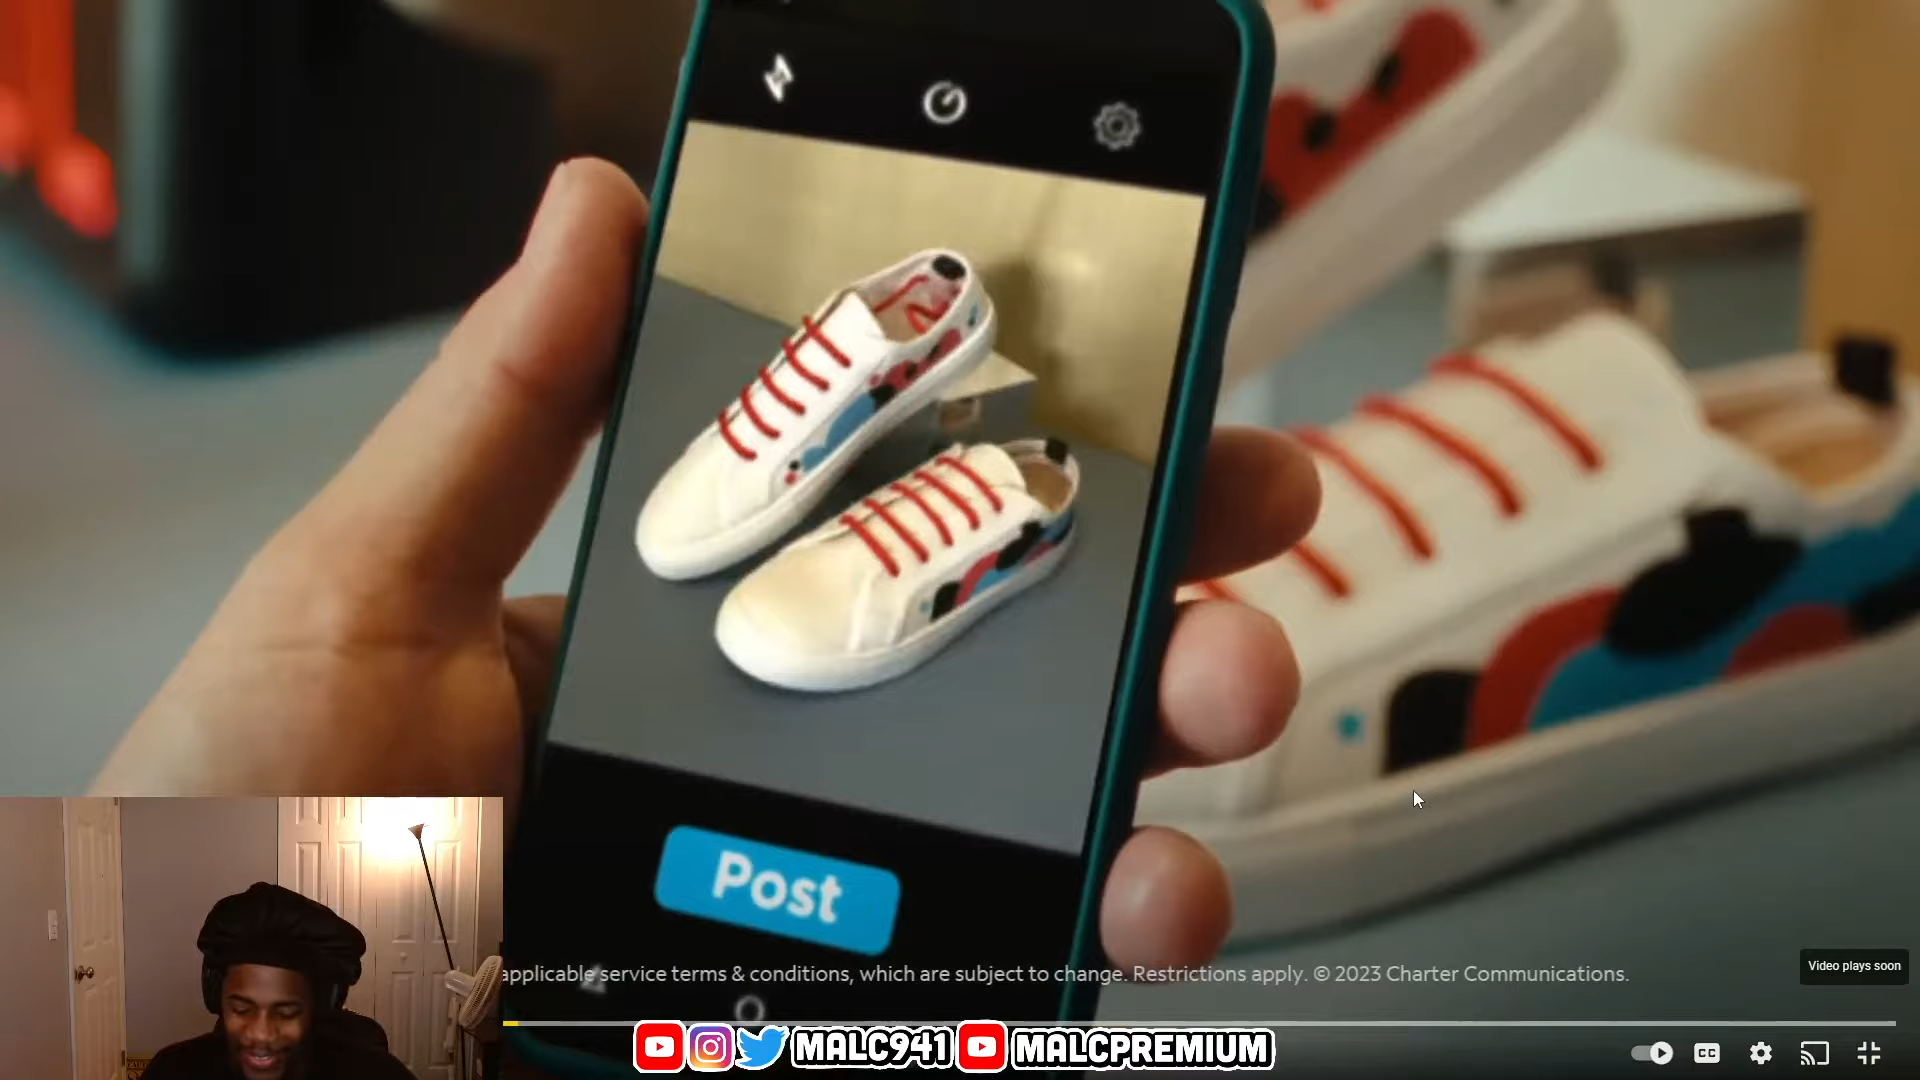 Post
applicable service terms & conditions, which are subject to change. Restrictions apply. © 2023 Charter Communications.
Video plays soon
MALC941 MALCPREMIUM
CC